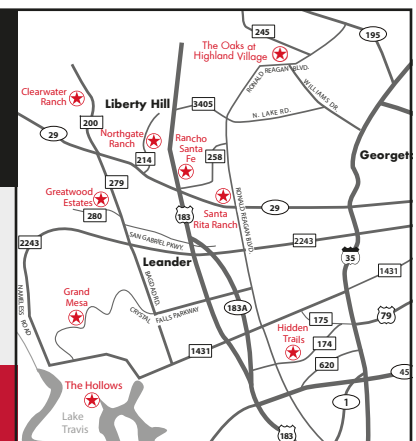 245
195
The Oaks at
Highland Village
RONALD REAGAN BLVD.
WILLIAMS DR.
Clearwater
Ranch
Liberty Hill
3405
N. LAKE RD.
200
29
Northgate
Ranch
214
Rancho
Santa
Fe
258
Georget
279
Greatwood
Estates
280
183
Santa
Rita Ranch
RONALD REAGAN BLDD.
29
SAN GABRIEL PKWY.
2243
2243
Leander
35
1431
NAMELESS
ROAD
Grand
Mesa
BAGDAD RD.
CRYSTAL FALLS PARKWAY
183A
175
79
Hidden
Trails
174
1431
620
45
The Hollows
1
Lake
Travis
183